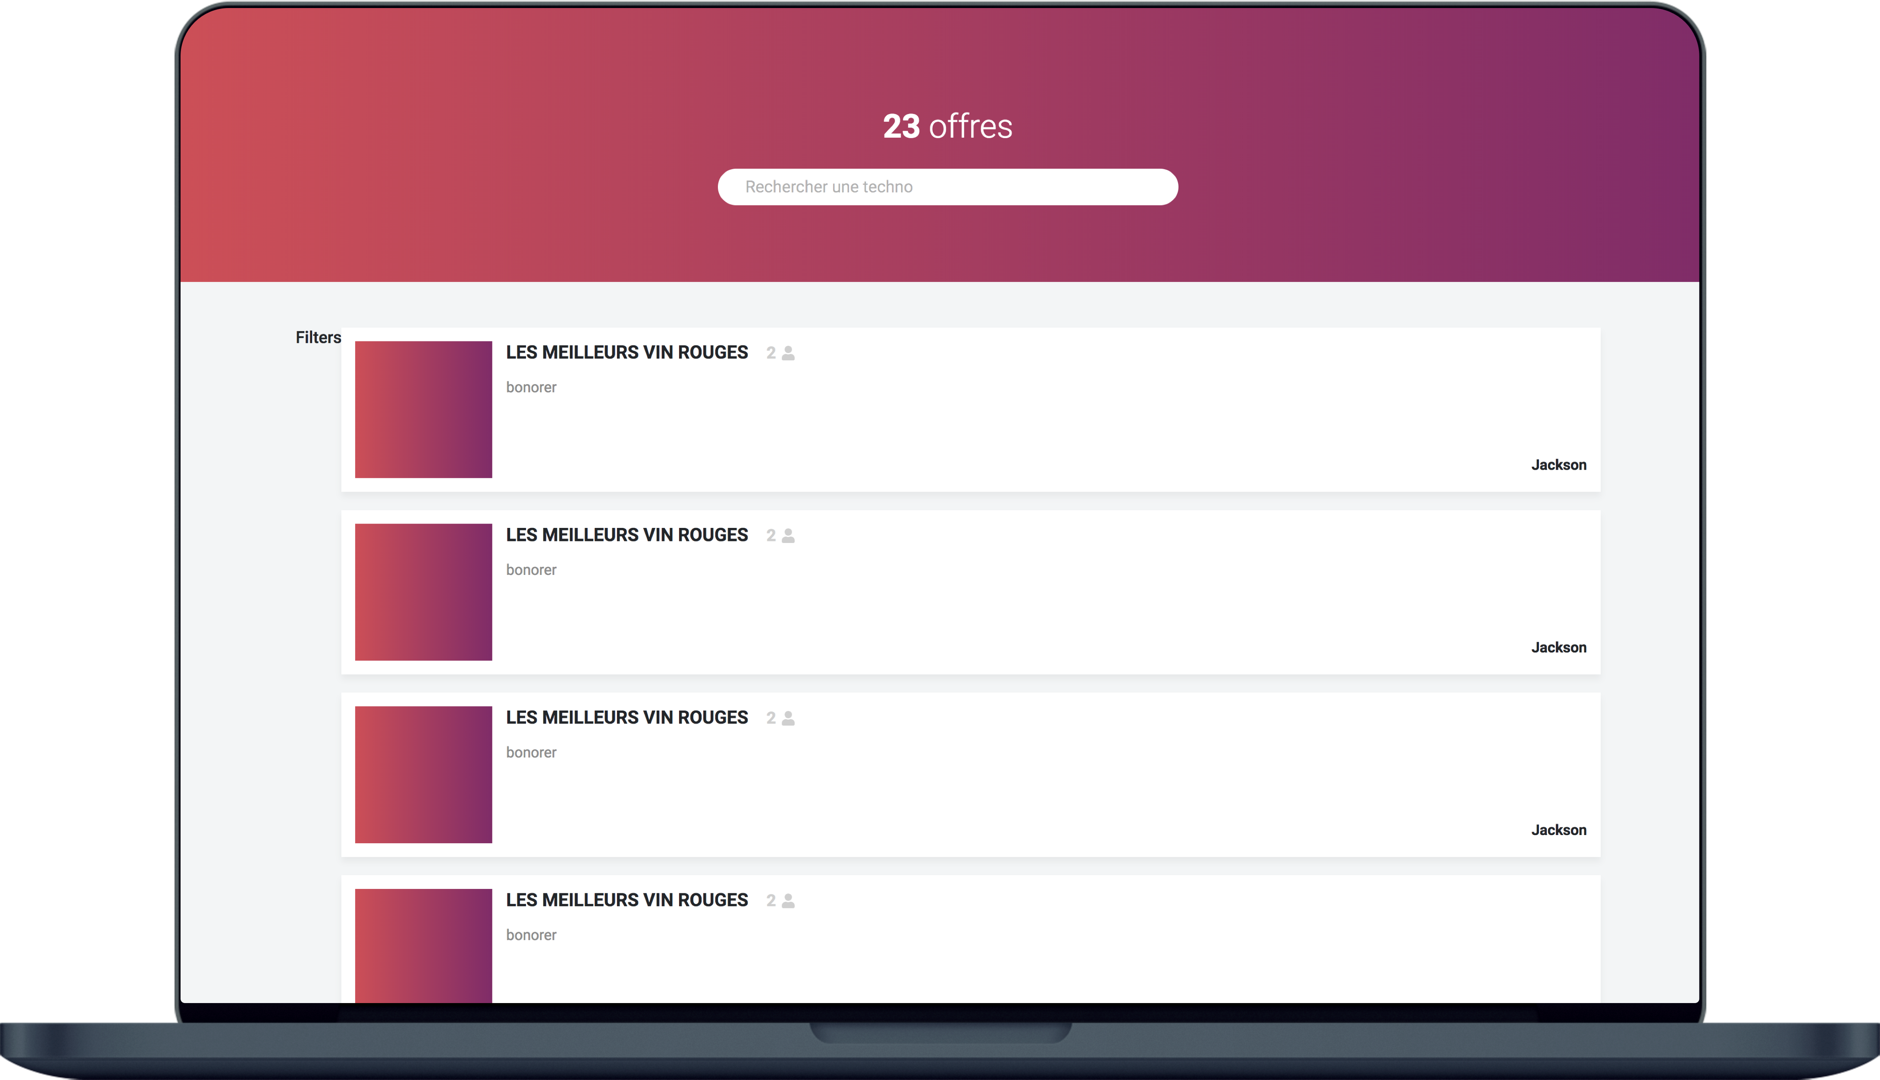 23 offres
Rechercher une techno
Filters
LES MEILLEURS VIN ROUGES 2
bonorer
Jackson
LES MEILLEURS VIN ROUGES 2
bonorer
Jackson
LES MEILLEURS VIN ROUGES 2
bonorer
Jackson
LES MEILLEURS VIN ROUGES 2
bonorer